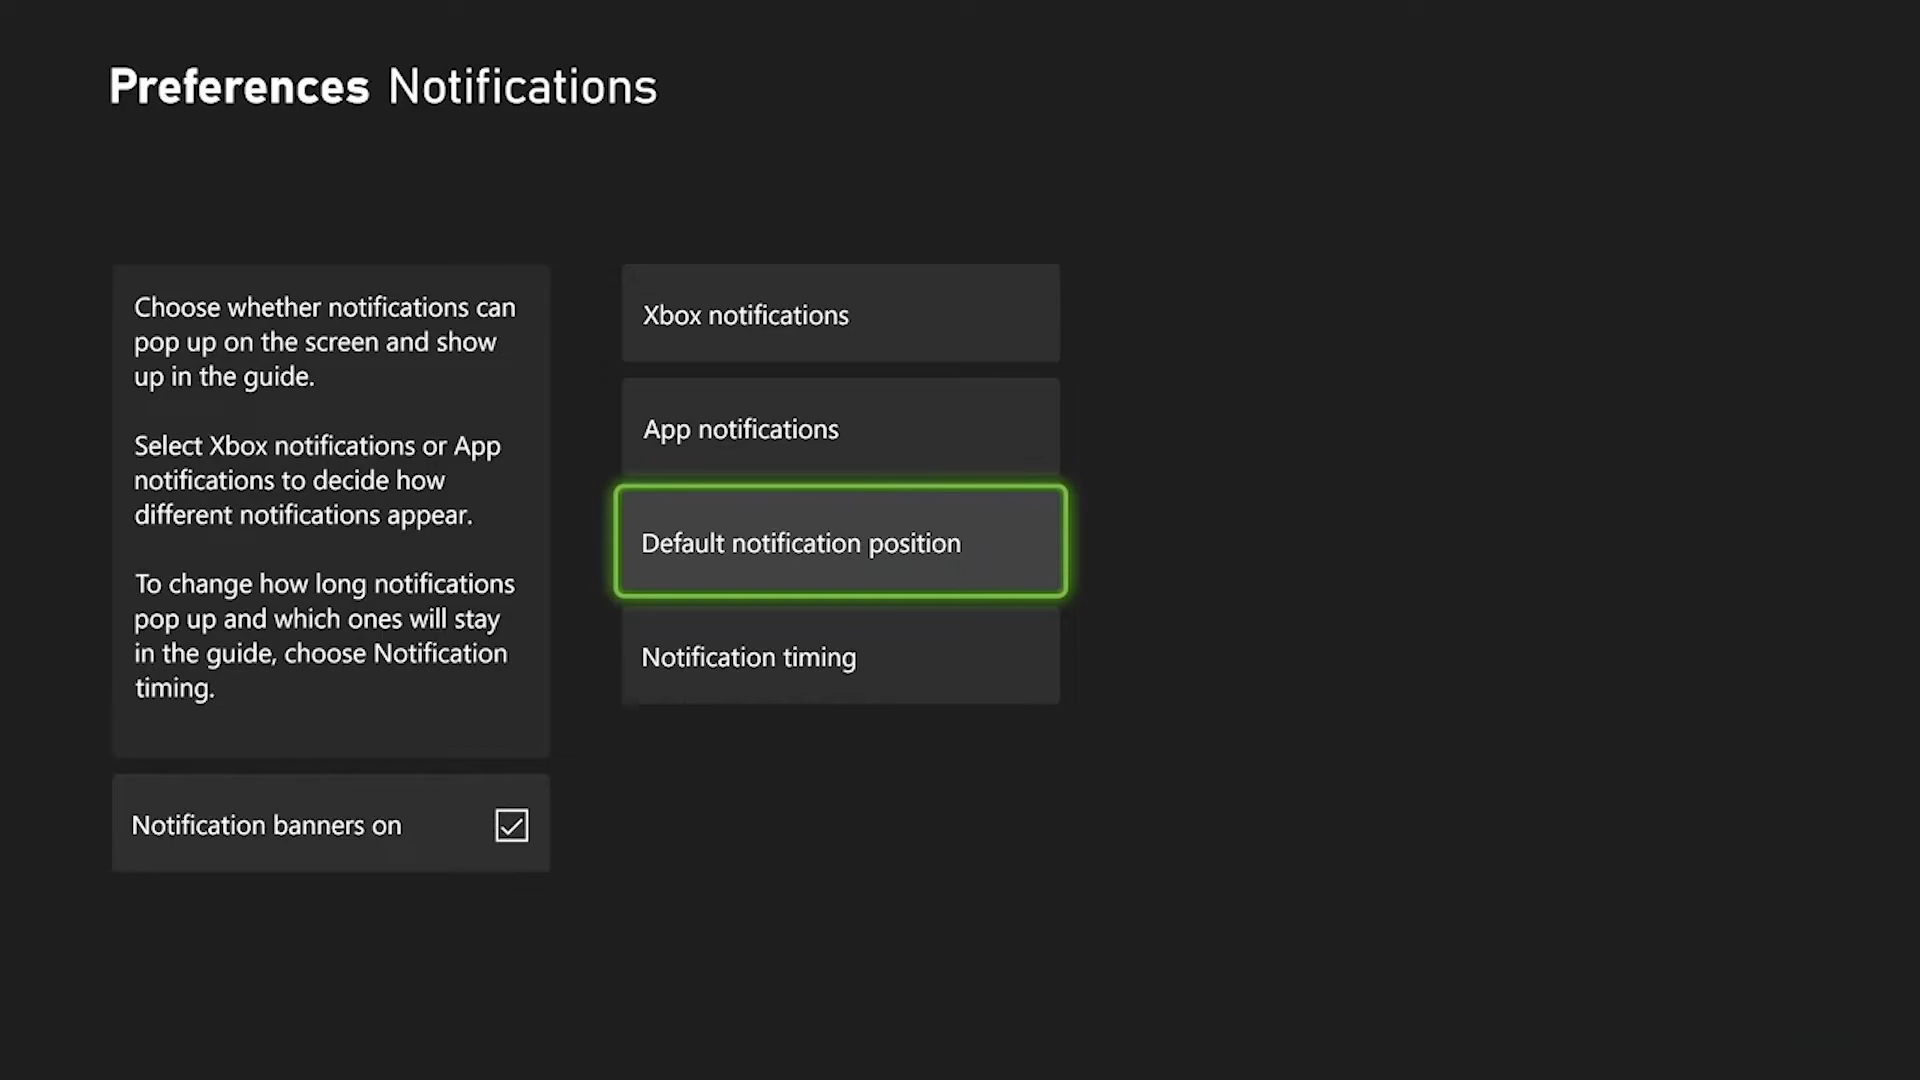 Preferences Notifications
Choose whether notifications can
pop up on the screen and show
up in the guide.
Select Xbox notifications or App
notifications to decide how
different notifications appear.
To change how long notifications
pop up and which ones will stay
in the guide, choose Notification
timing.
Notification banners on
Xbox notifications
App notifications
Default notification position
Notification timing